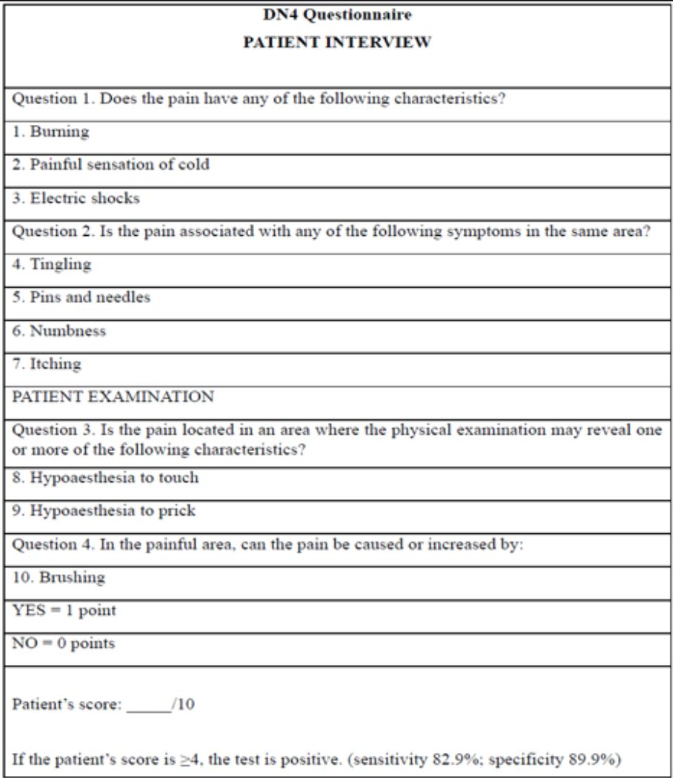 DN4 Questionnaire
PATIENT INTERVIEW
Question 1. Does the pain have any of the following characteristics?
1. Burning
2. Painful sensation of cold
3. Electric shocks
Question 2. Is the pain associated with any of the following symptoms in the same area?
4. Tingling
5. Pins and needles
6. Numbness
7. Itching
PATIENT EXAMINATION
Question 3. Is the pain located in an area where the physical examination may reveal one
or more of the following characteristics?
8. Hypoaesthesia to touch
9. Hypoaesthesia to prick
Question 4. In the painful area, can the pain be caused or increased by:
10. Brushing
YES = 1 point
NO = 0 points
Patient's score: _____/10
If the patient's score is ≥4, the test is positive. (sensitivity 82.9%; specificity 89.9%)